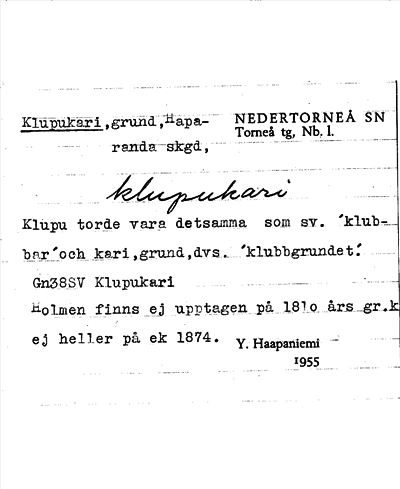 Klupukari,grund,Hapa- NEDERTORNEÅ SN
randa skgd, Torneå tg, Nb. l.
klupukari
Klupu torde vara detsamma som sv. ´klub-
bar´och kari,grund,dvs. ´klubbgrundet´.
Gn38SV Klupukari
Holmen finns ej upptagen på 181o års gr.k
ej heller på ek 1874. Y. Haapaniemi
1955